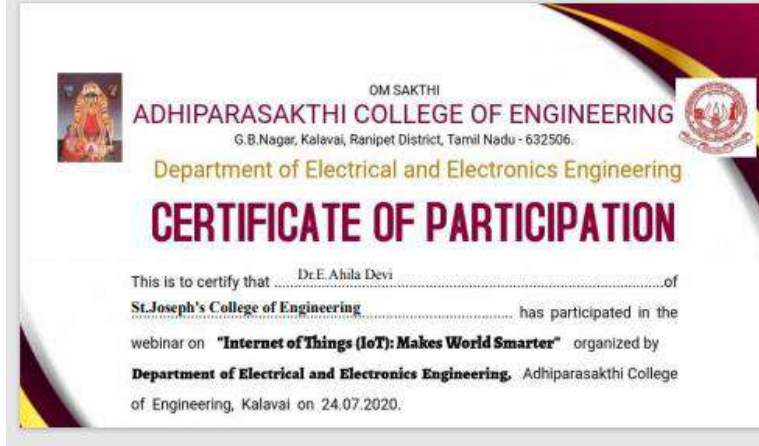 OM SAKTHI
ADHIPARASAKTHI COLLEGE OF ENGINEERING
G.B.Nagar, Kalavai, Ranipet District, Tamil Nadu - 632506.
Department of Electrical and Electronics Engineering
CERTIFICATE OF PARTICIPATION
This is to certify that ....Dr.E.Ahila Devi....of
St.Joseph's College of Engineering.... has participated in the
webinar on "Internet of Things (IoT): Makes World Smarter" organized by
Department of Electrical and Electronics Engineering, Adhiparasakthi College
of Engineering, Kalavai on 24.07.2020.